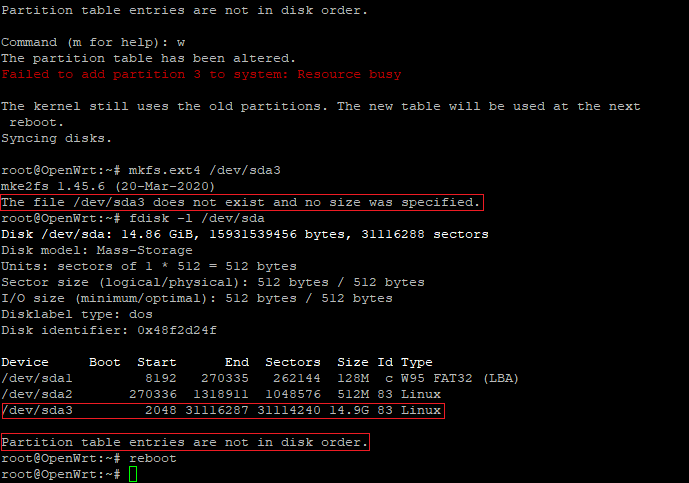 Partition table entries are not in disk order.
Command (m for help): w
The partition table has been altered.
Failed to add partition 3 to system: Resource busy
The kernel still uses the old partitions. The new table will be used at the next
 reboot.
Syncing disks.
root@OpenWrt:~# mkfs.ext4 /dev/sda3
mke2fs 1.45.6 (20-Mar-2020)
The file /dev/sda3 does not exist and no size was specified.
root@OpenWrt:~# fdisk -l /dev/sda
Disk /dev/sda: 14.86 GiB, 15931539456 bytes, 31116288 sectors
Disk model: Mass-Storage
Units: sectors of 1 * 512 = 512 bytes
Sector size (logical/physical): 512 bytes / 512 bytes
I/O size (minimum/optimal): 512 bytes / 512 bytes
Disklabel type: dos
Disk identifier: 0x48f2d24f
Device     Boot  Start      End  Sectors  Size Id Type
/dev/sda1         8192   270335   262144  128M  c W95 FAT32 (LBA)
/dev/sda2       270336  1318911  1048576  512M 83 Linux
/dev/sda3         2048 31116287 31114240 14.9G 83 Linux
Partition table entries are not in disk order.
root@OpenWrt:~# reboot
root@OpenWrt:~#